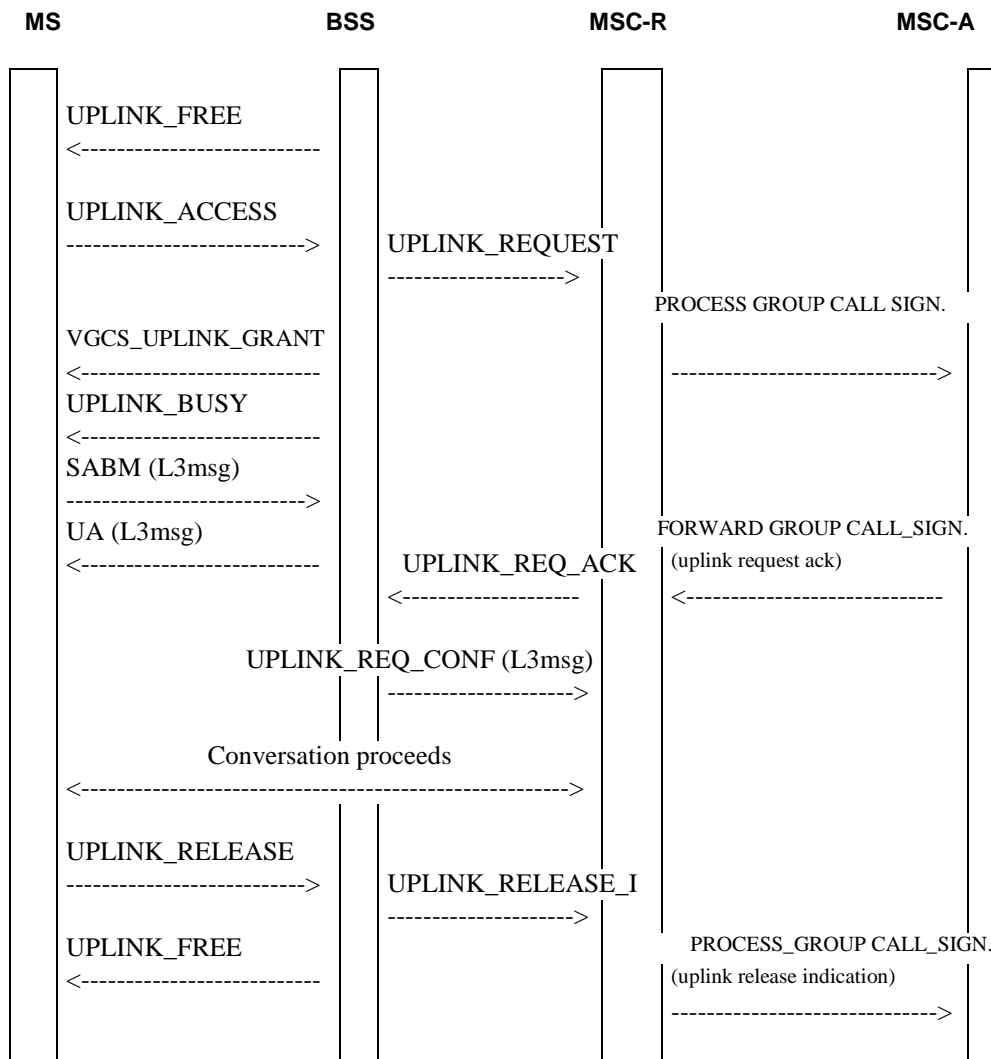 MS BSS MSC-R MSC-A
UPLINK_FREE
<---------------------------
UPLINK_ACCESS
--------------------------->
UPLINK_REQUEST
-------------------->
PROCESS GROUP CALL SIGN.
VGCS_UPLINK_GRANT
<---------------------------
------------------------------>
UPLINK_BUSY
<---------------------------
SABM (L3msg)
--------------------------->
UA (L3msg)
<---------------------------
FORWARD GROUP CALL_SIGN.
(uplink request ack)
UPLINK_REQ_ACK
<--------------------
<-----------------------------
UPLINK_REQ_CONF (L3msg)
--------------------->
Conversation proceeds
<------------------------------------------------------->
UPLINK_RELEASE
--------------------------->
UPLINK_RELEASE_I
--------------------->
UPLINK_FREE
<---------------------------
PROCESS_GROUP CALL_SIGN.
(uplink release indication)
------------------------------>